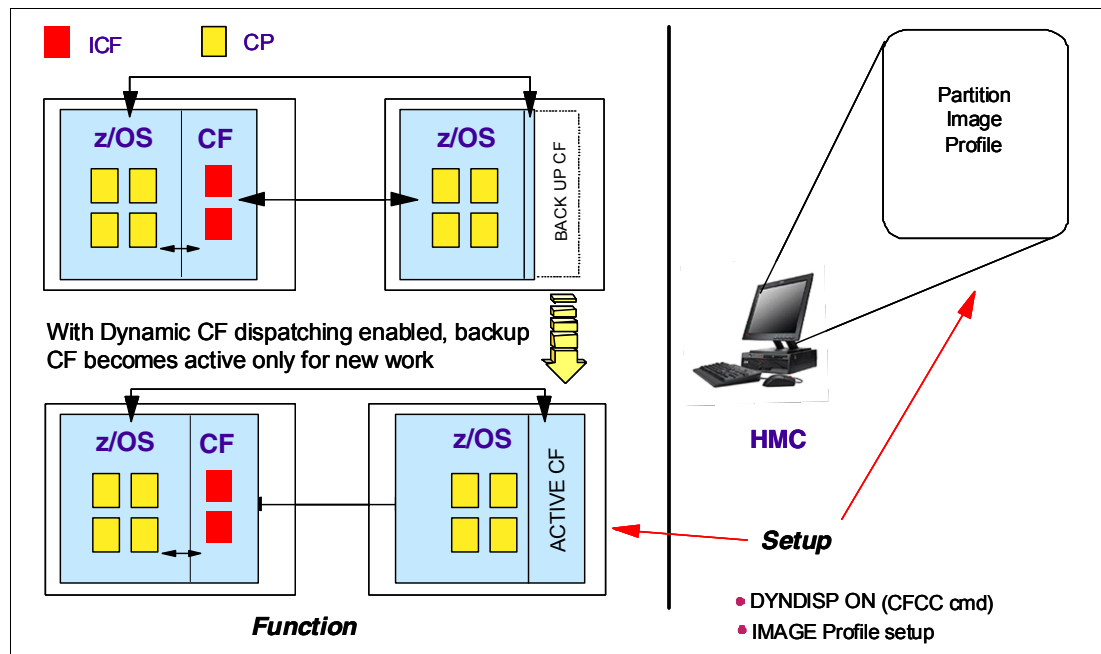 ICF
CP
z/OS
CF
z/OS
BACK UP CF
With Dynamic CF dispatching enabled, backup
CF becomes active only for new work
z/OS
CF
z/OS
ACTIVE CF
Function
Partition
Image
Profile
HMC
Setup
DYNDISP ON (CFCC cmd)
IMAGE Profile setup